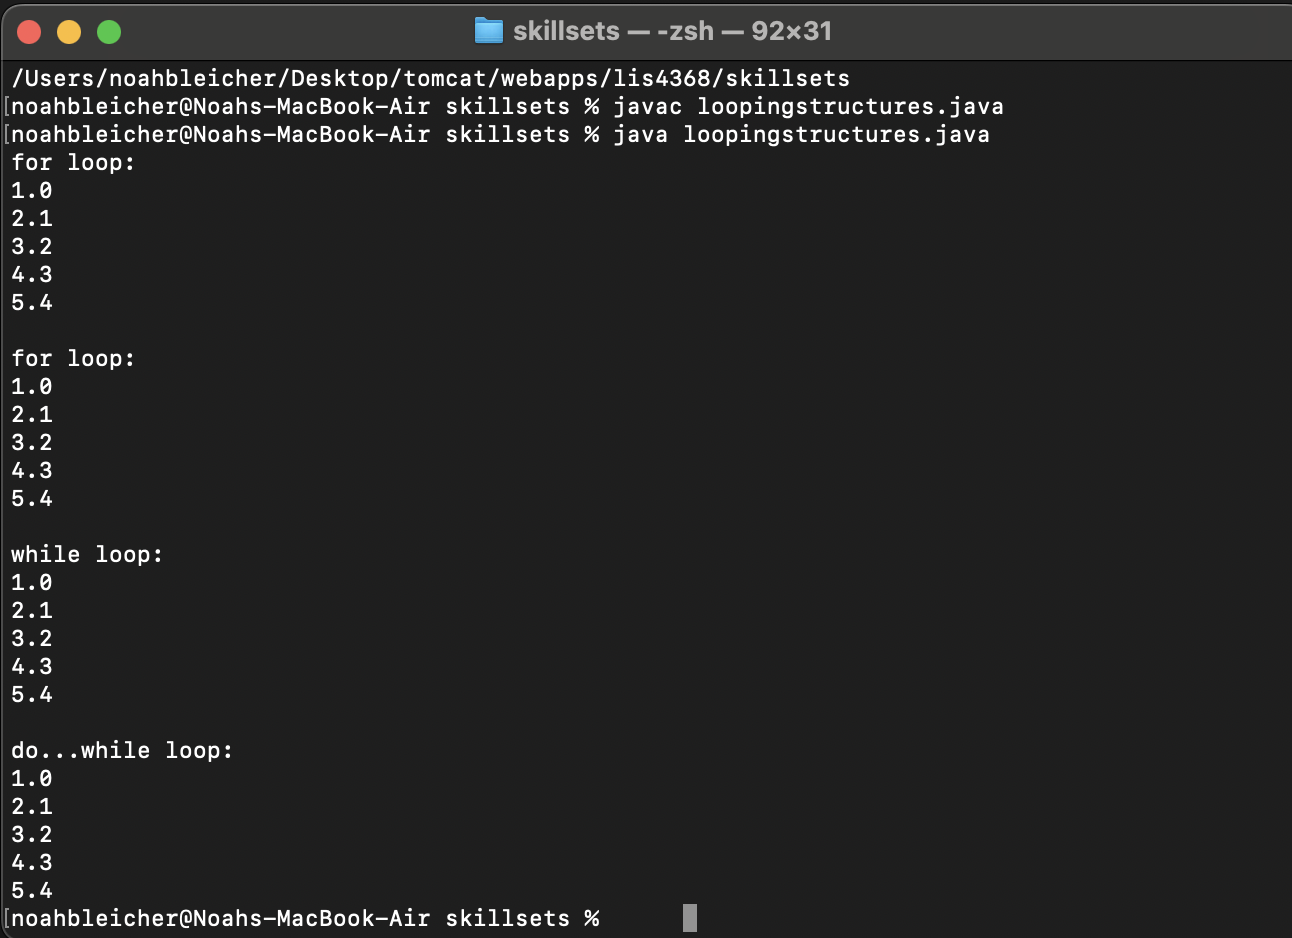 skillsets — -zsh — 92×31
/Users/noahbleicher/Desktop/tomcat/webapps/lis4368/skillsets
[noahbleicher@Noahs-MacBook-Air skillsets % javac loopingstructures.java
[noahbleicher@Noahs-MacBook-Air skillsets % java loopingstructures.java
for loop:
1.0
2.1
3.2
4.3
5.4
for loop:
1.0
2.1
3.2
4.3
5.4
while loop:
1.0
2.1
3.2
4.3
5.4
do...while loop:
1.0
2.1
3.2
4.3
5.4
[noahbleicher@Noahs-MacBook-Air skillsets %